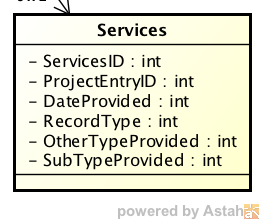 Services
- ServicesID : int
- ProjectEntryID : int
- DateProvided : int
- RecordType : int
- OtherTypeProvided : int
- SubTypeProvided : int
powered by Astah